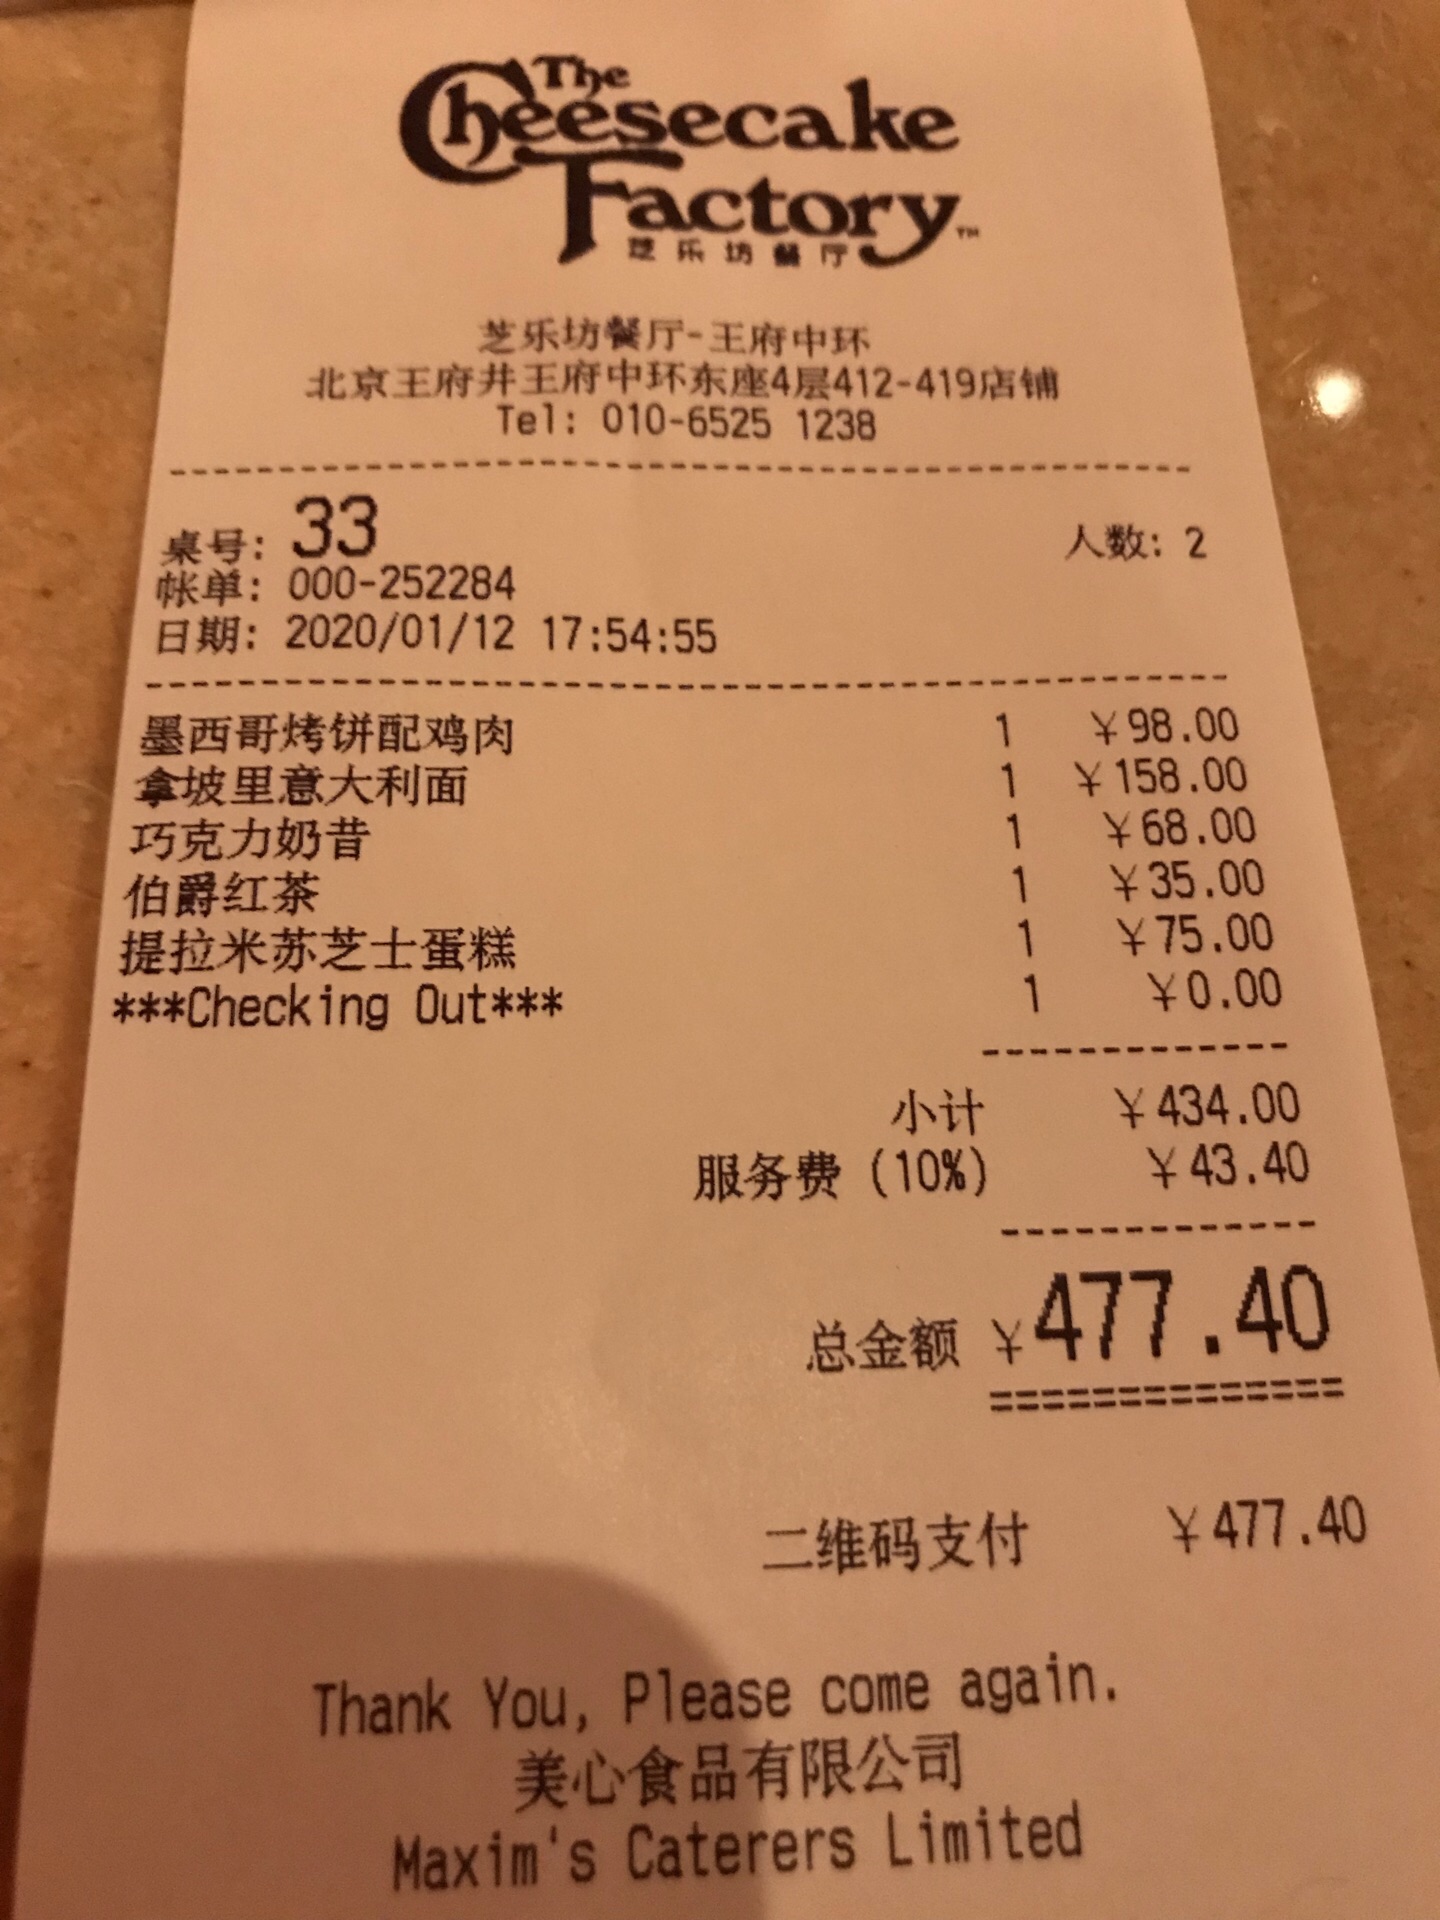 The
Cheesecake
Factory™
芝乐坊餐厅
芝乐坊餐厅-王府中环
北京王府井王府中环东座4层412-419店铺
Tel: 010-6525 1238
桌号: 33 人数: 2
帐单: 000-252284
日期: 2020/01/12 17:54:55
墨西哥烤饼配鸡肉 1 ¥98.00
拿坡里意大利面 1 ¥158.00
巧克力奶昔 1 ¥68.00
伯爵红茶 1 ¥35.00
提拉米苏芝士蛋糕 1 ¥75.00
***Checking Out*** 1 ¥0.00
小计 ¥434.00
服务费 (10%) ¥43.40
总金额 ¥477.40
==============
二维码支付 ¥477.40
Thank You, Please come again.
美心食品有限公司
Maxim's Caterers Limited